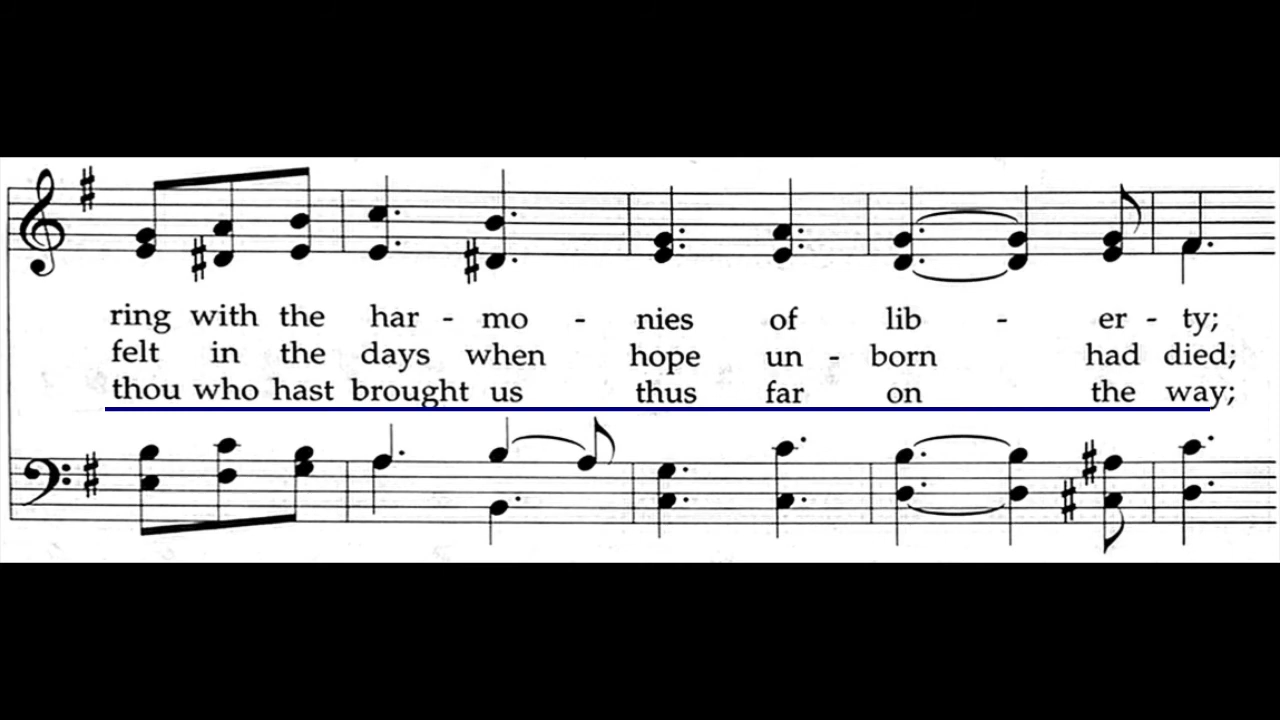 ring with the har - mo - nies of lib - er - ty;
felt in the days when hope un - born had died;
thou who hast brought us thus far on the way;